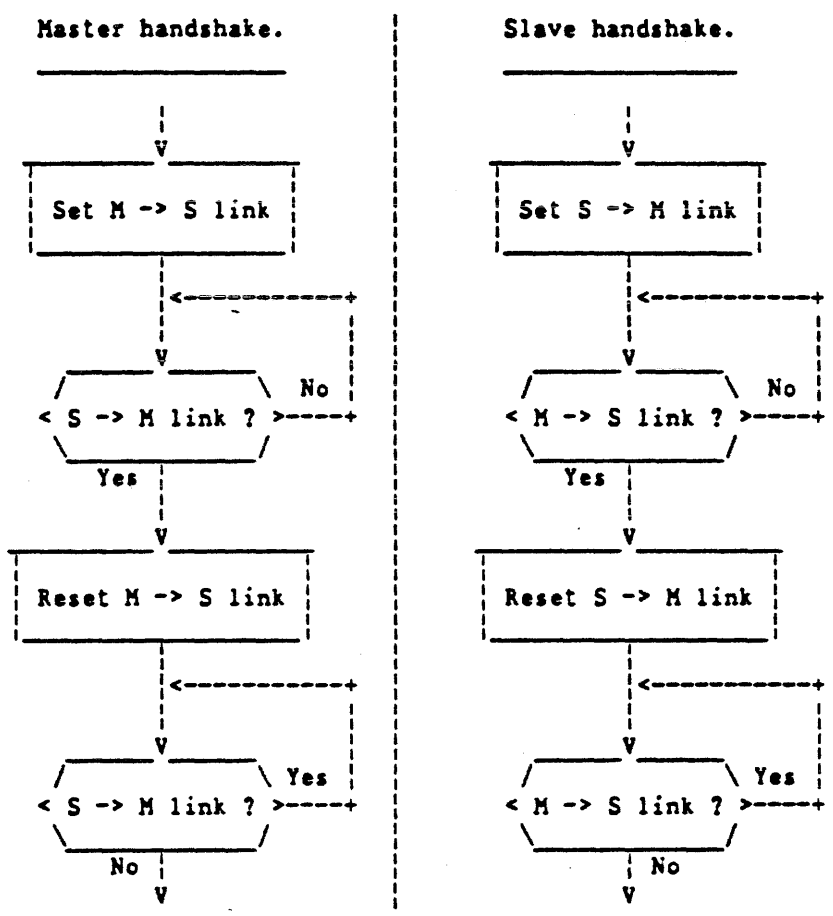 Master handshake.
Set M -> S link
No
< S -> M link ? >
Yes
Reset M -> S link
Yes
< S -> M link ? >
No
Slave handshake.
Set S -> M link
No
< M -> S link ? >
Yes
Reset S -> M link
Yes
< M -> S link ? >
No